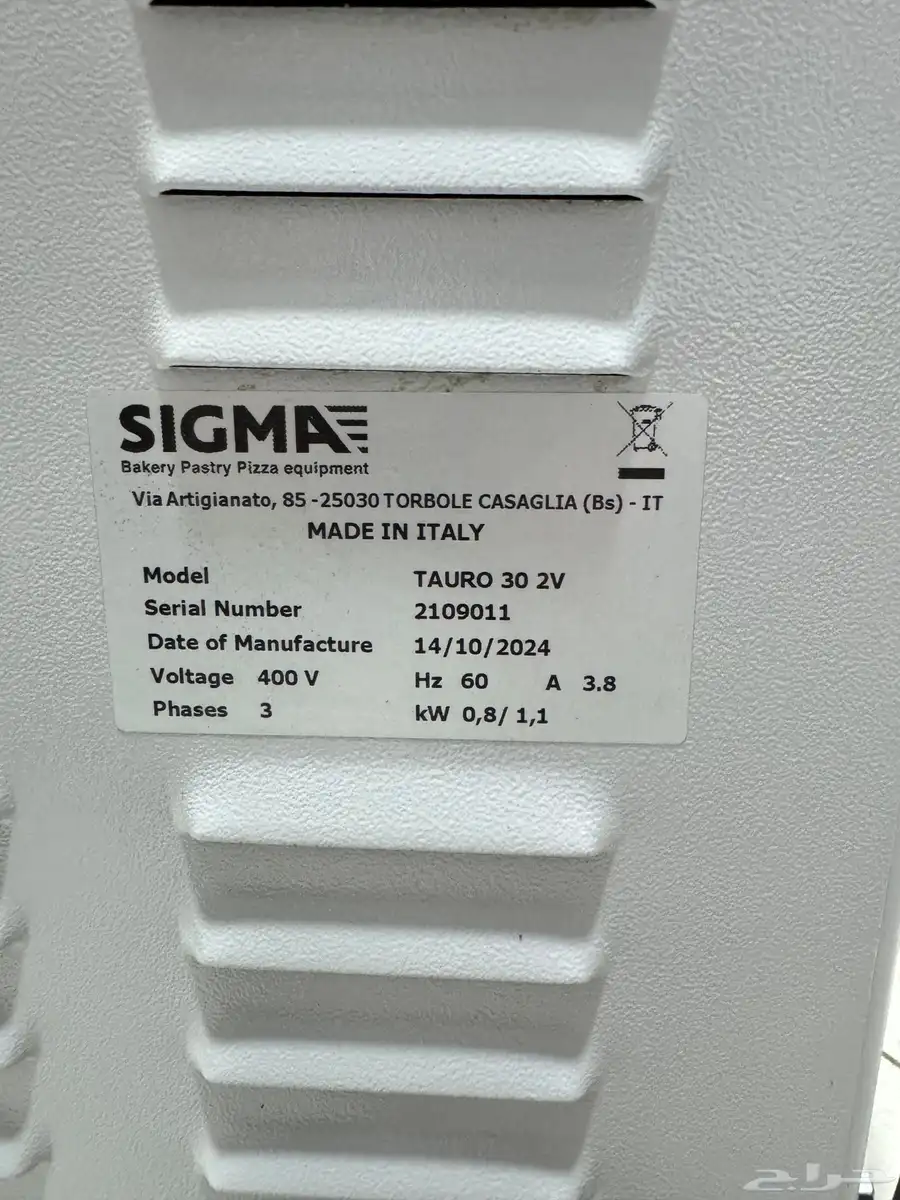 SIGMA
Bakery Pastry Pizza equipment
Via Artigianato, 85 -25030 TORBOLE CASAGLIA (Bs) - IT
MADE IN ITALY
Model TAURO 30 2V
Serial Number 2109011
Date of Manufacture 14/10/2024
Voltage 400 V Hz 60 A 3.8
Phases 3 kW 0,8/ 1,1
حراج